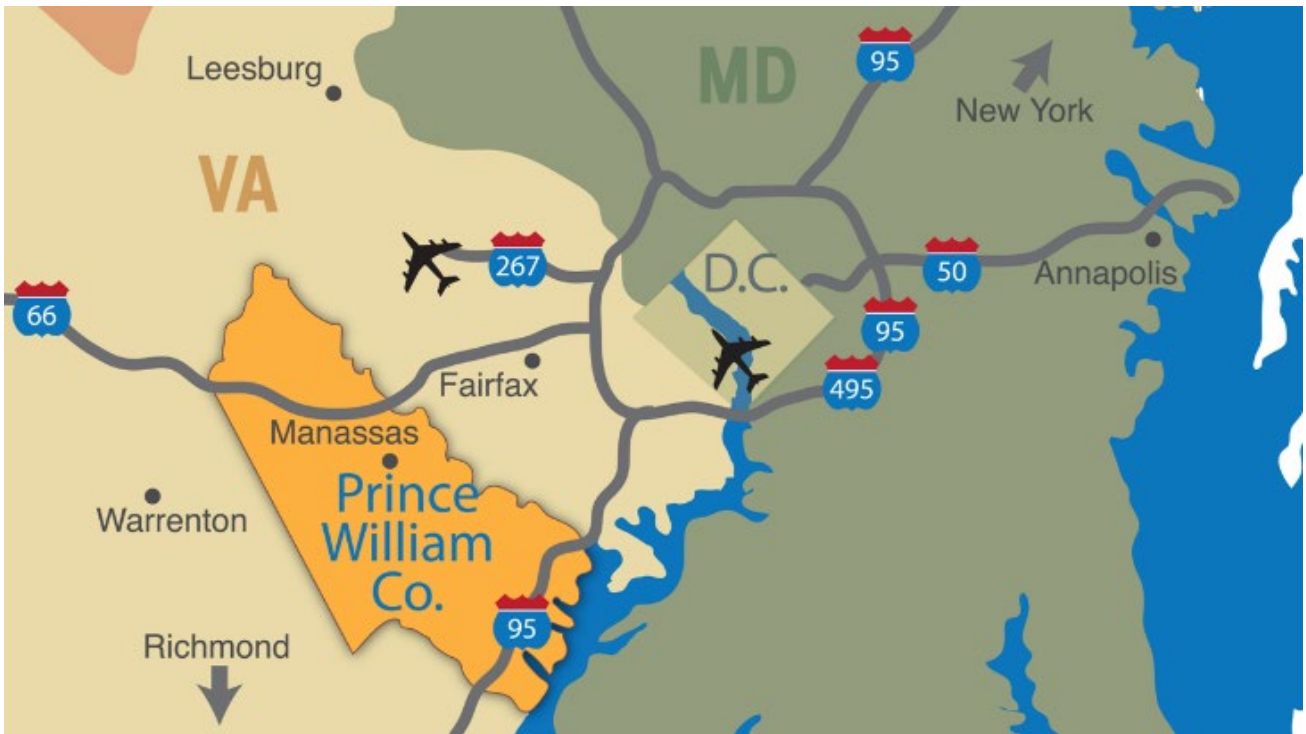 Leesburg
MD
95
New York
VA
267
D.C.
50
Annapolis
66
95
Fairfax
495
Manassas
Prince
William
Co.
Warrenton
95
Richmond